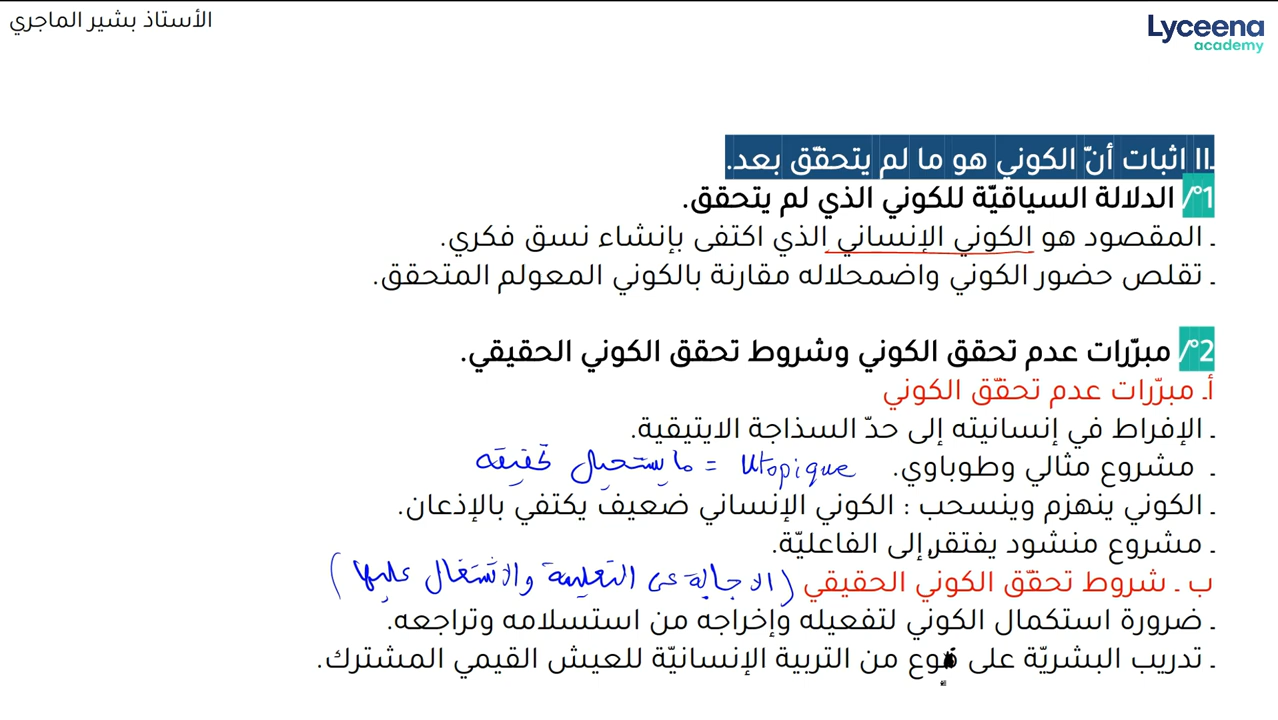 الأستاذ بشير الماجري
Lyceena
academy
II. اثبات أنّ الكوني هو ما لم يتحقّق بعد.
1°/ الدلالة السياقيّة للكوني الذي لم يتحقق.
ـ المقصود هو الكوني الإنساني الذي اكتفى بإنشاء نسق فكري.
ـ تقلص حضور الكوني واضمحلاله مقارنة بالكوني المعولم المتحقق.
2°/ مبرّرات عدم تحقق الكوني وشروط تحقق الكوني الحقيقي.
أـ مبرّرات عدم تحقّق الكوني
ـ الإفراط في إنسانيته إلى حدّ السذاجة الايتيقية.
ـ مشروع مثالي وطوباوي. utopique = ما يستحيل تحقيقه
ـ الكوني ينهزم وينسحب : الكوني الإنساني ضعيف يكتفي بالإذعان.
ـ مشروع منشود يفتقر إلى الفاعليّة.
ب ـ شروط تحقّق الكوني الحقيقي (الاجابة عن التعليمة والاشتغال عليها)
ـ ضرورة استكمال الكوني لتفعيله وإخراجه من استسلامه وتراجعه.
ـ تدريب البشريّة على نوع من التربية الإنسانيّة للعيش القيمي المشترك.